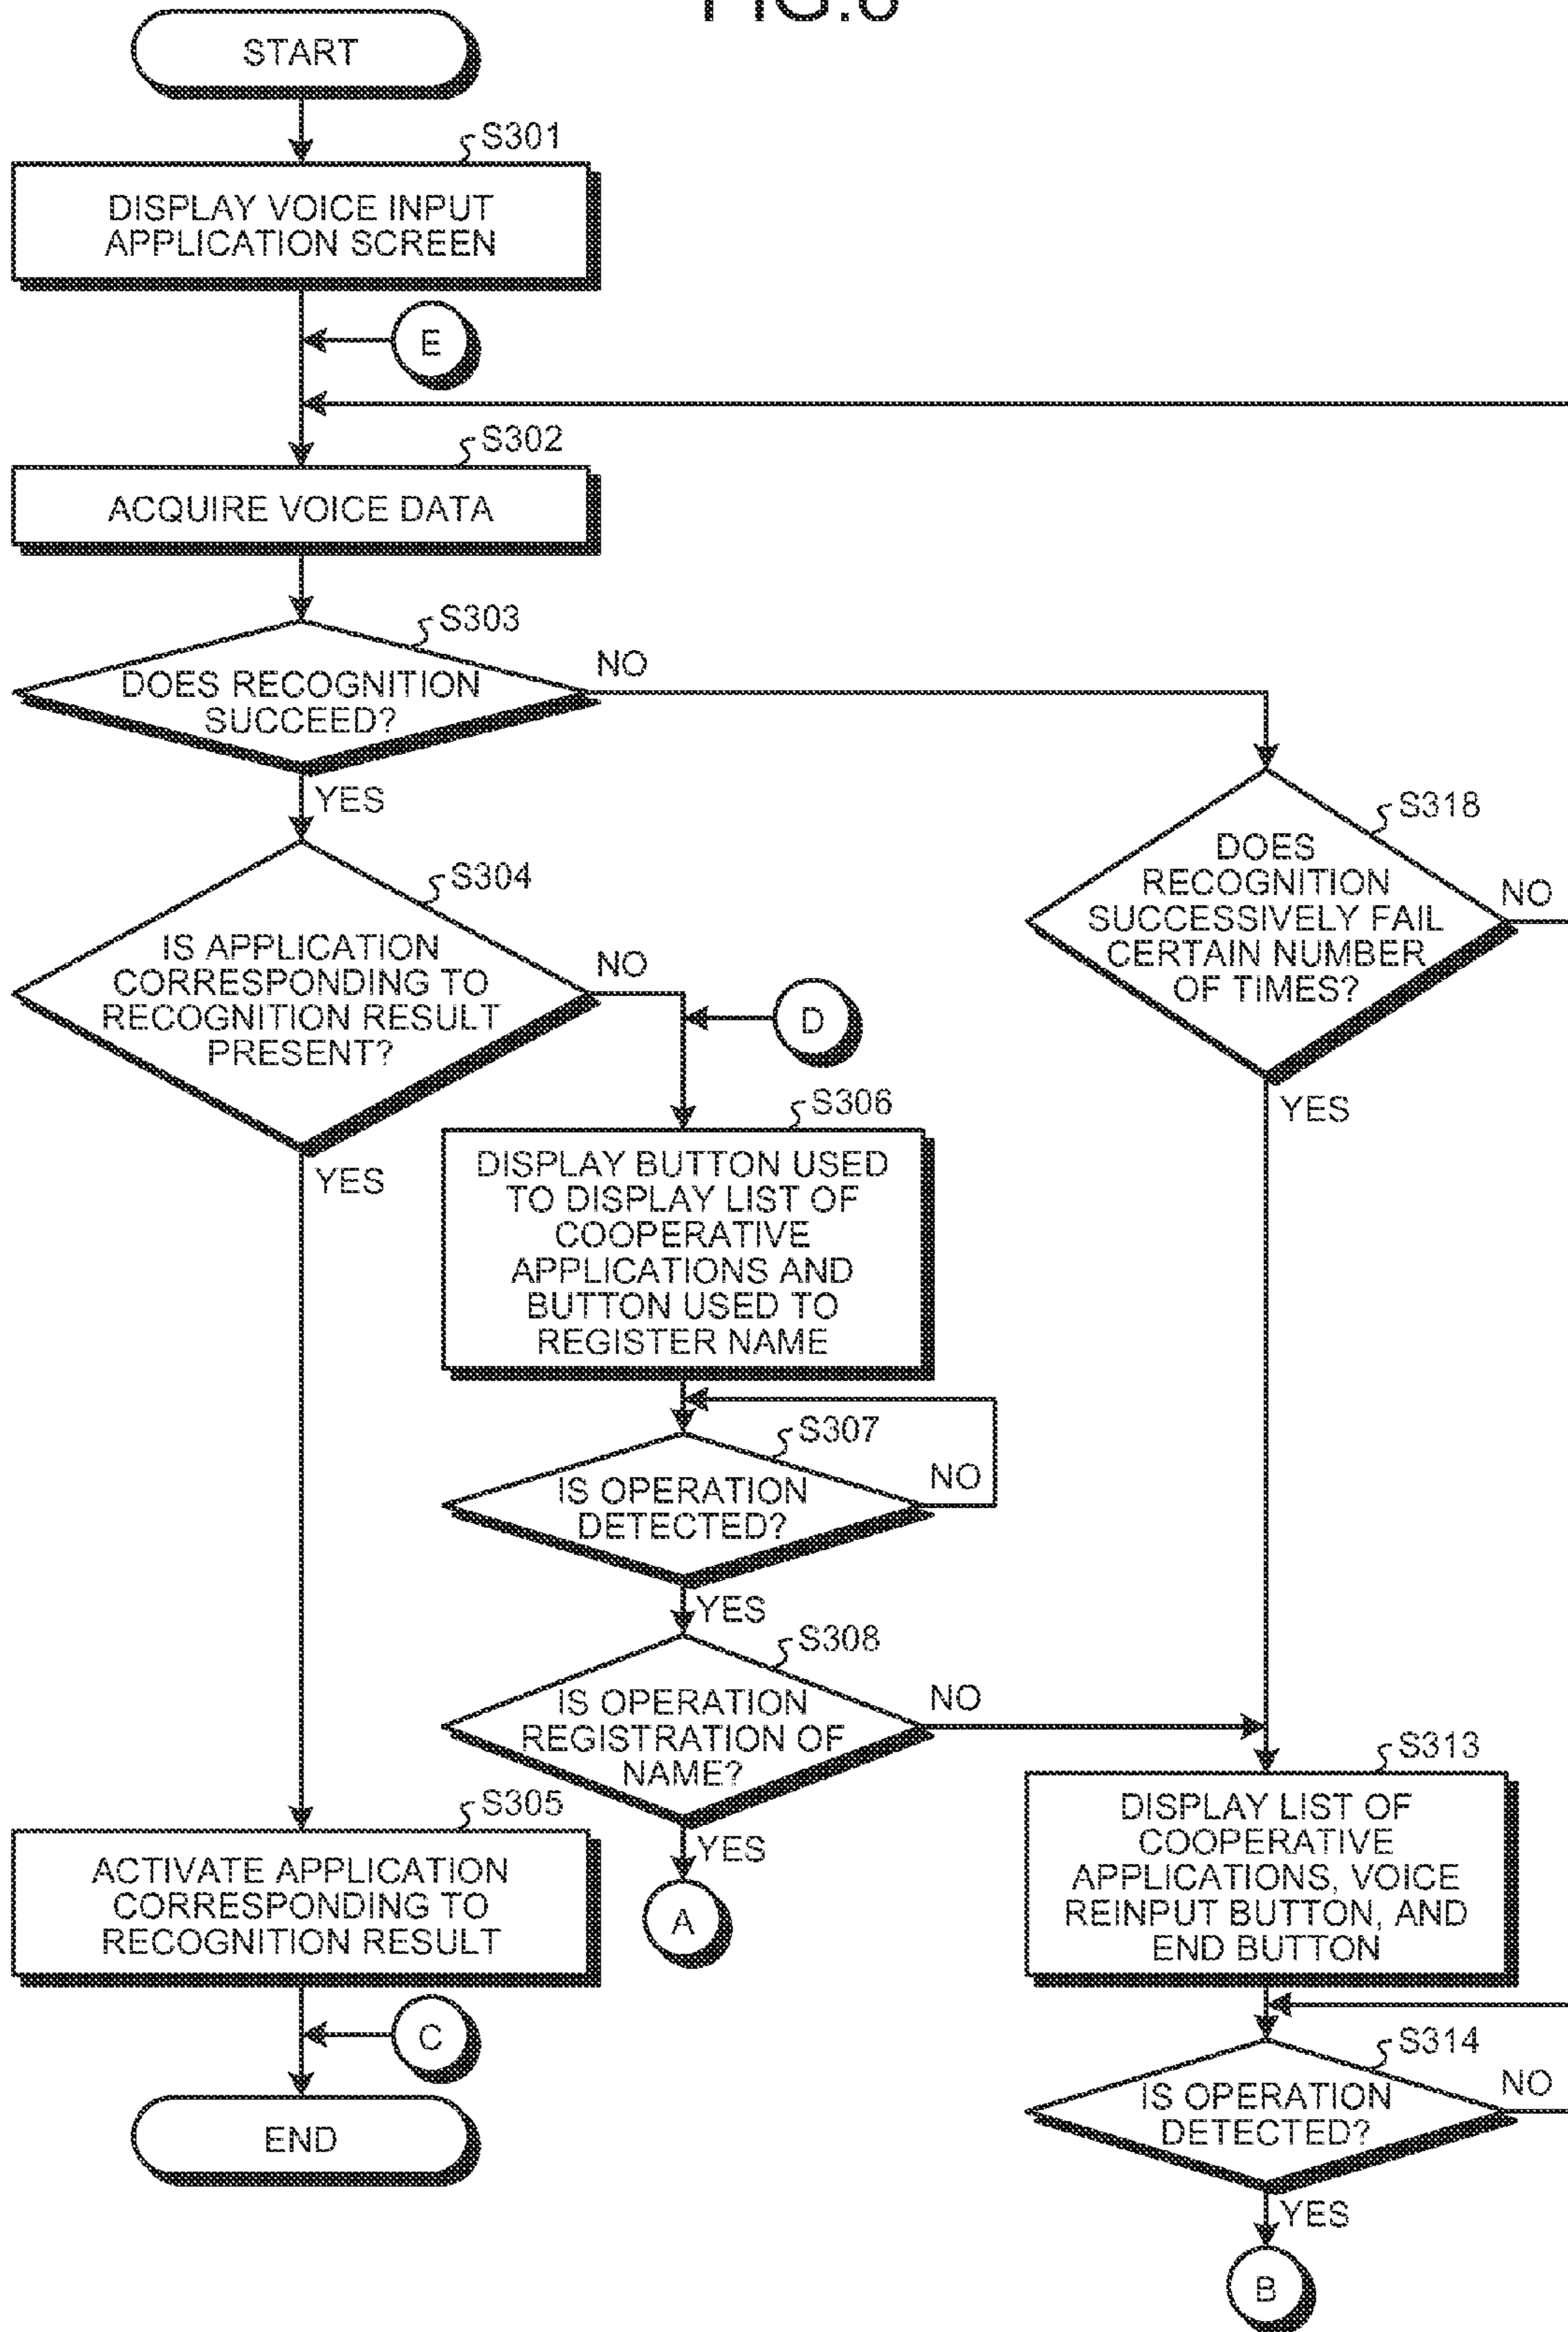 START
S301
DISPLAY VOICE INPUT
APPLICATION SCREEN
E
S302
ACQUIRE VOICE DATA
S303
DOES RECOGNITION
SUCCEED?
NO
YES
S318
DOES
RECOGNITION
SUCCESSIVELY FAIL
CERTAIN NUMBER
OF TIMES?
NO
YES
S304
IS APPLICATION
CORRESPONDING TO
RECOGNITION RESULT
PRESENT?
NO
YES
D
S306
DISPLAY BUTTON USED
TO DISPLAY LIST OF
COOPERATIVE
APPLICATIONS AND
BUTTON USED TO
REGISTER NAME
S307
IS OPERATION
DETECTED?
NO
YES
S308
IS OPERATION
REGISTRATION OF
NAME?
NO
YES
A
S305
ACTIVATE APPLICATION
CORRESPONDING TO
RECOGNITION RESULT
C
END
S313
DISPLAY LIST OF
COOPERATIVE
APPLICATIONS, VOICE
REINPUT BUTTON, AND
END BUTTON
S314
IS OPERATION
DETECTED?
NO
YES
B